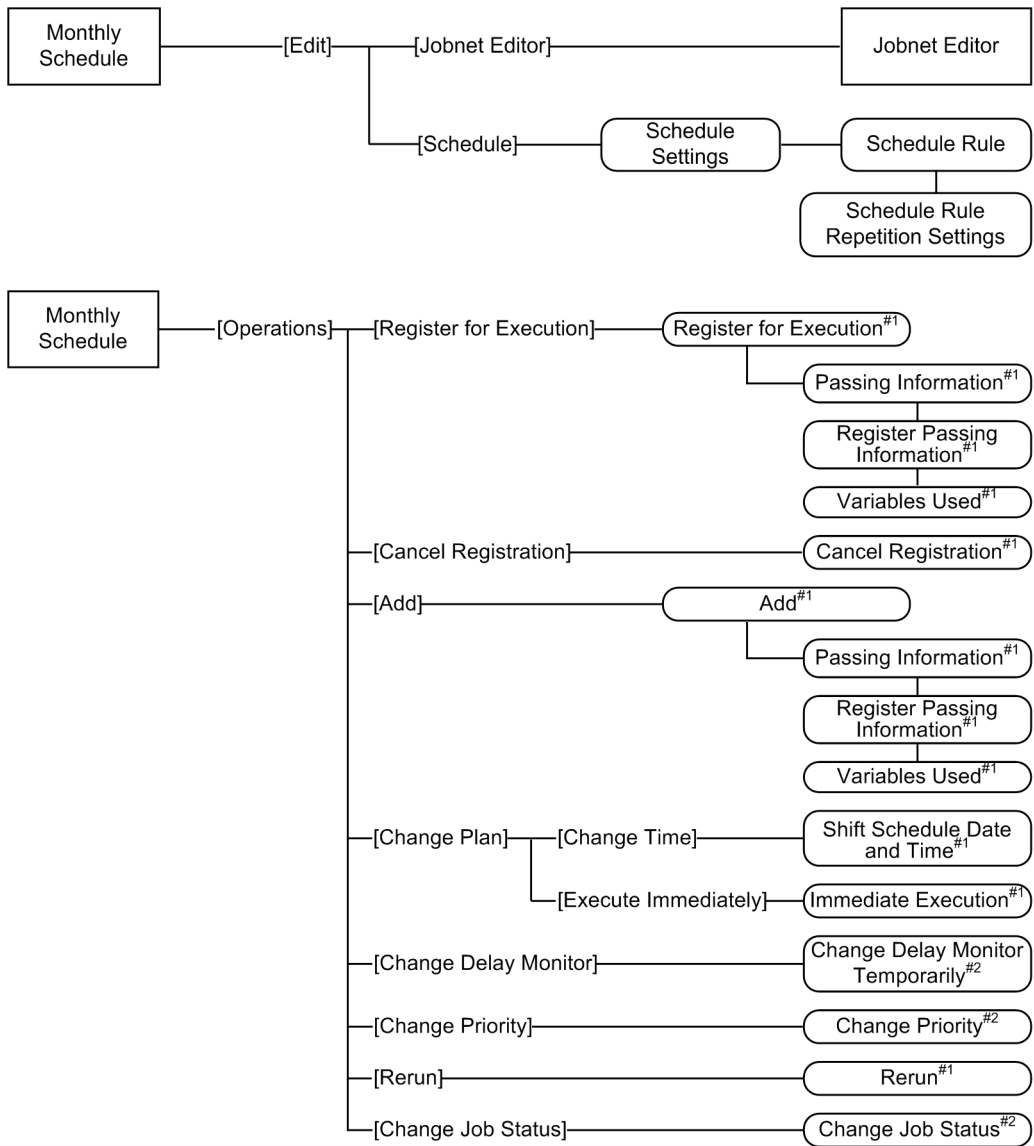 Monthly
Schedule
[Edit]
[Jobnet Editor]
Jobnet Editor
[Schedule]
Schedule
Settings
Schedule Rule
Schedule Rule
Repetition Settings
Monthly
Schedule
[Operations]
[Register for Execution]
Register for Execution#1
Passing Information#1
Register Passing
Information#1
Variables Used#1
[Cancel Registration]
Cancel Registration#1
[Add]
Add#1
Passing Information#1
Register Passing
Information#1
Variables Used#1
[Change Plan]
[Change Time]
Shift Schedule Date
and Time#1
[Execute Immediately]
Immediate Execution#1
[Change Delay Monitor]
Change Delay Monitor
Temporarily#2
[Change Priority]
Change Priority#2
[Rerun]
Rerun#1
[Change Job Status]
Change Job Status#2